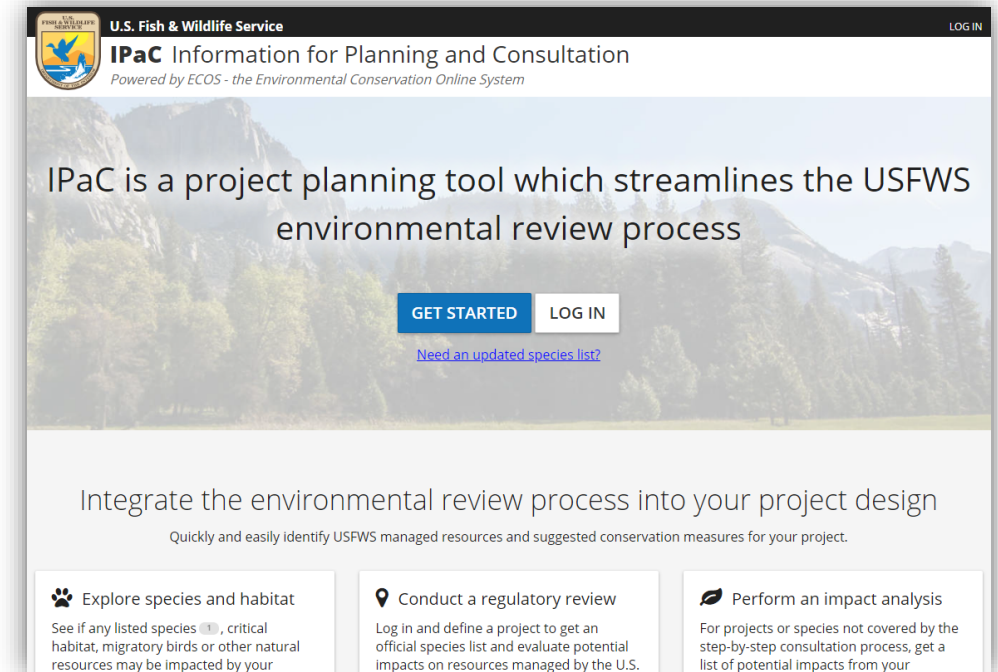 U.S.
FISH & WILDLIFE
SERVICE
U.S. Fish & Wildlife Service
LOG IN
IPaC Information for Planning and Consultation
Powered by ECOS - the Environmental Conservation Online System
IPaC is a project planning tool which streamlines the USFWS
environmental review process
GET STARTED
LOG IN
Need an updated species list?
Integrate the environmental review process into your project design
Quickly and easily identify USFWS managed resources and suggested conservation measures for your project.
Explore species and habitat
See if any listed species 1 , critical
habitat, migratory birds or other natural
resources may be impacted by your
Conduct a regulatory review
Log in and define a project to get an
official species list and evaluate potential
impacts on resources managed by the U.S.
Perform an impact analysis
For projects or species not covered by the
step-by-step consultation process, get a
list of potential impacts from your